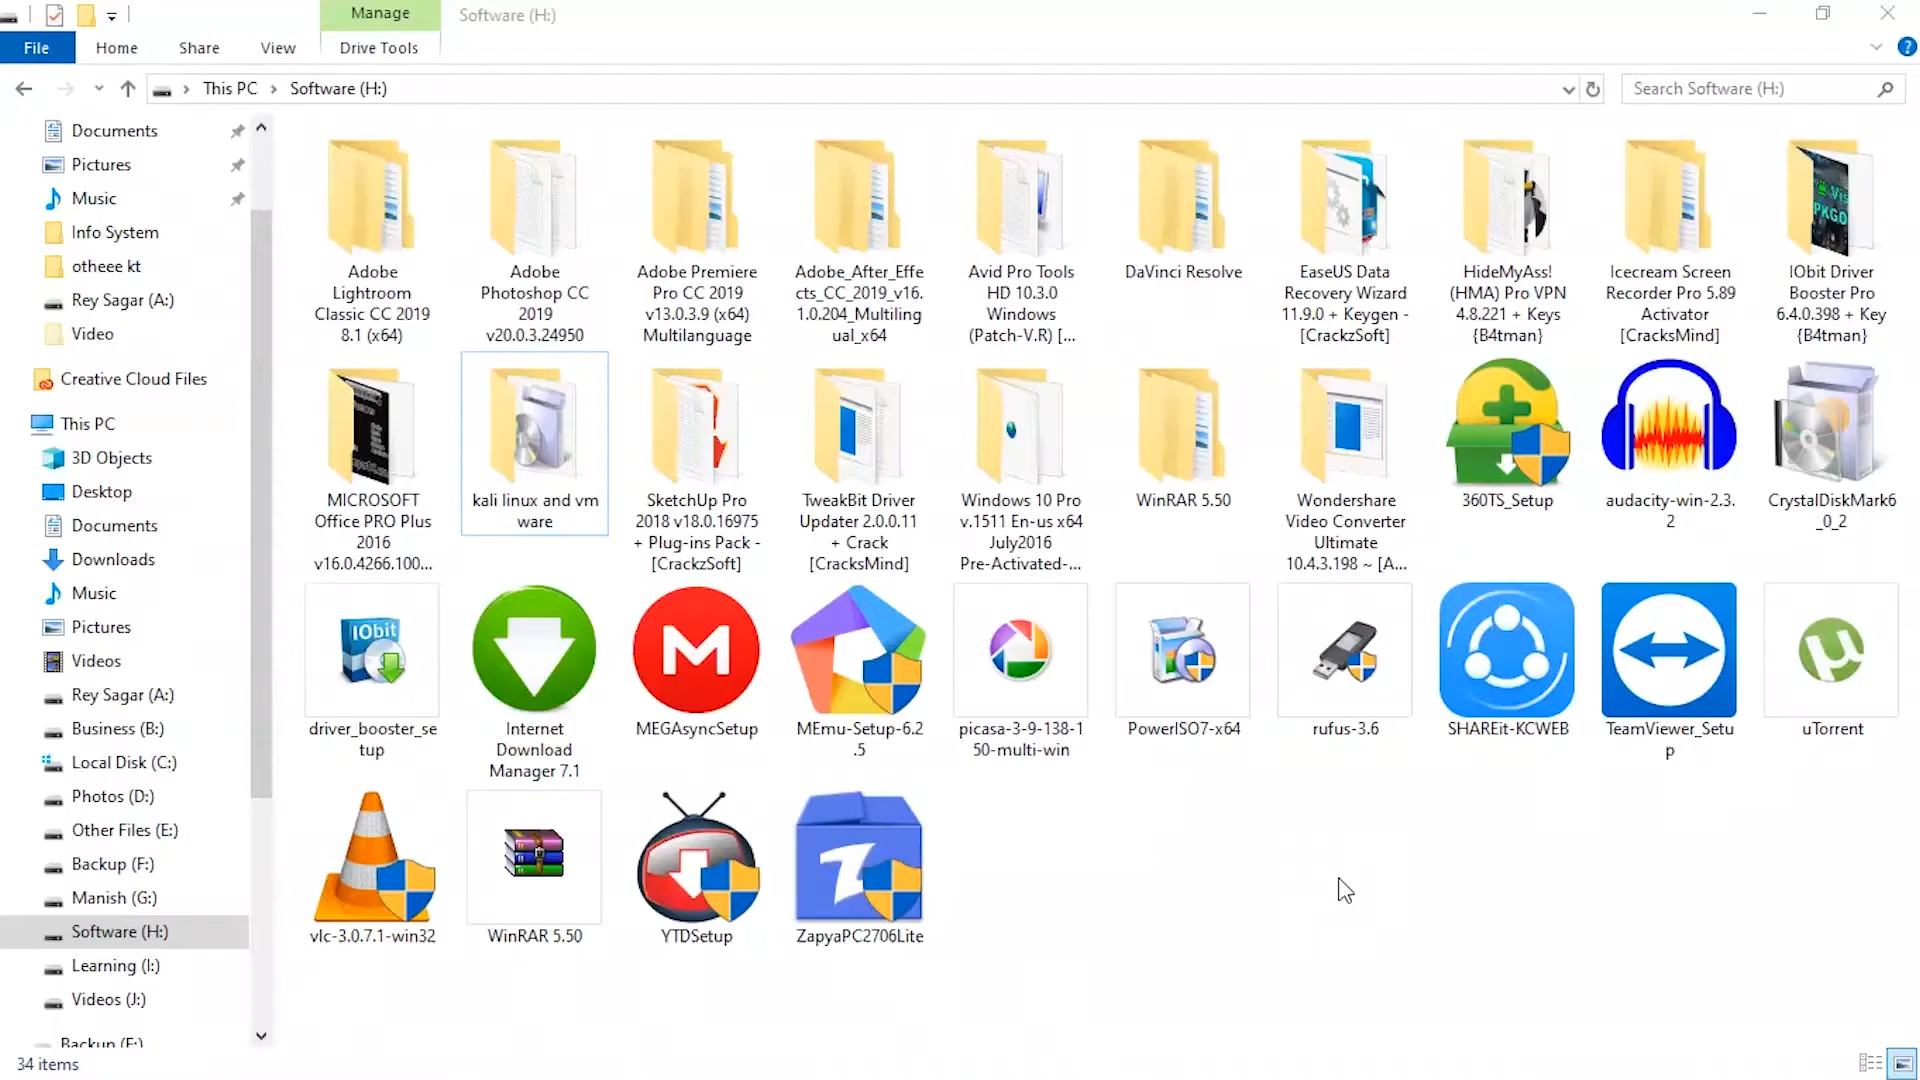 Manage
Software (H:)
File
Home
Share
View
Drive Tools
This PC
Software (H:)
Search Software (H:)
Documents
Pictures
Music
Info System
otheee kt
Rey Sagar (A:)
Video
Creative Cloud Files
This PC
3D Objects
Desktop
Documents
Downloads
Music
Pictures
Videos
Rey Sagar (A:)
Business (B:)
Local Disk (C:)
Photos (D:)
Other Files (E:)
Backup (F:)
Manish (G:)
Software (H:)
Learning (I:)
Videos (J:)
Backup (F:)
34 items
Adobe
Lightroom
Classic CC 2019
8.1 (x64)
Adobe
Photoshop CC
2019
v20.0.3.24950
Adobe Premiere
Pro CC 2019
v13.0.3.9 (x64)
Multilanguage
Adobe_After_Effe
cts_CC_2019_v16.
1.0.204_Multiling
ual_x64
Avid Pro Tools
HD 10.3.0
Windows
(Patch-V.R) [...
DaVinci Resolve
EaseUS Data
Recovery Wizard
11.9.0 + Keygen -
[CrackzSoft]
HideMyAss!
(HMA) Pro VPN
4.8.221 + Keys
{B4tman}
Icecream Screen
Recorder Pro 5.89
Activator
[CracksMind]
IObit Driver
Booster Pro
6.4.0.398 + Key
{B4tman}
MICROSOFT
Office PRO Plus
2016
v16.0.4266.100...
kali linux and vm
ware
SketchUp Pro
2018 v18.0.16975
+ Plug-ins Pack -
[CrackzSoft]
TweakBit Driver
Updater 2.0.0.11
+ Crack
[CracksMind]
Windows 10 Pro
v.1511 En-us x64
July2016
Pre-Activated-...
WinRAR 5.50
Wondershare
Video Converter
Ultimate
10.4.3.198 ~ [A...
360TS_Setup
audacity-win-2.3.
2
CrystalDiskMark6
_0_2
IObit
driver_booster_se
tup
Internet
Download
Manager 7.1
M
MEGAsyncSetup
MEmu-Setup-6.2
.5
picasa-3-9-138-1
50-multi-win
PowerISO7-x64
rufus-3.6
SHAREit-KCWEB
TeamViewer_Setu
p
µ
uTorrent
vlc-3.0.7.1-win32
WinRAR 5.50
YTDSetup
ZapyaPC2706Lite